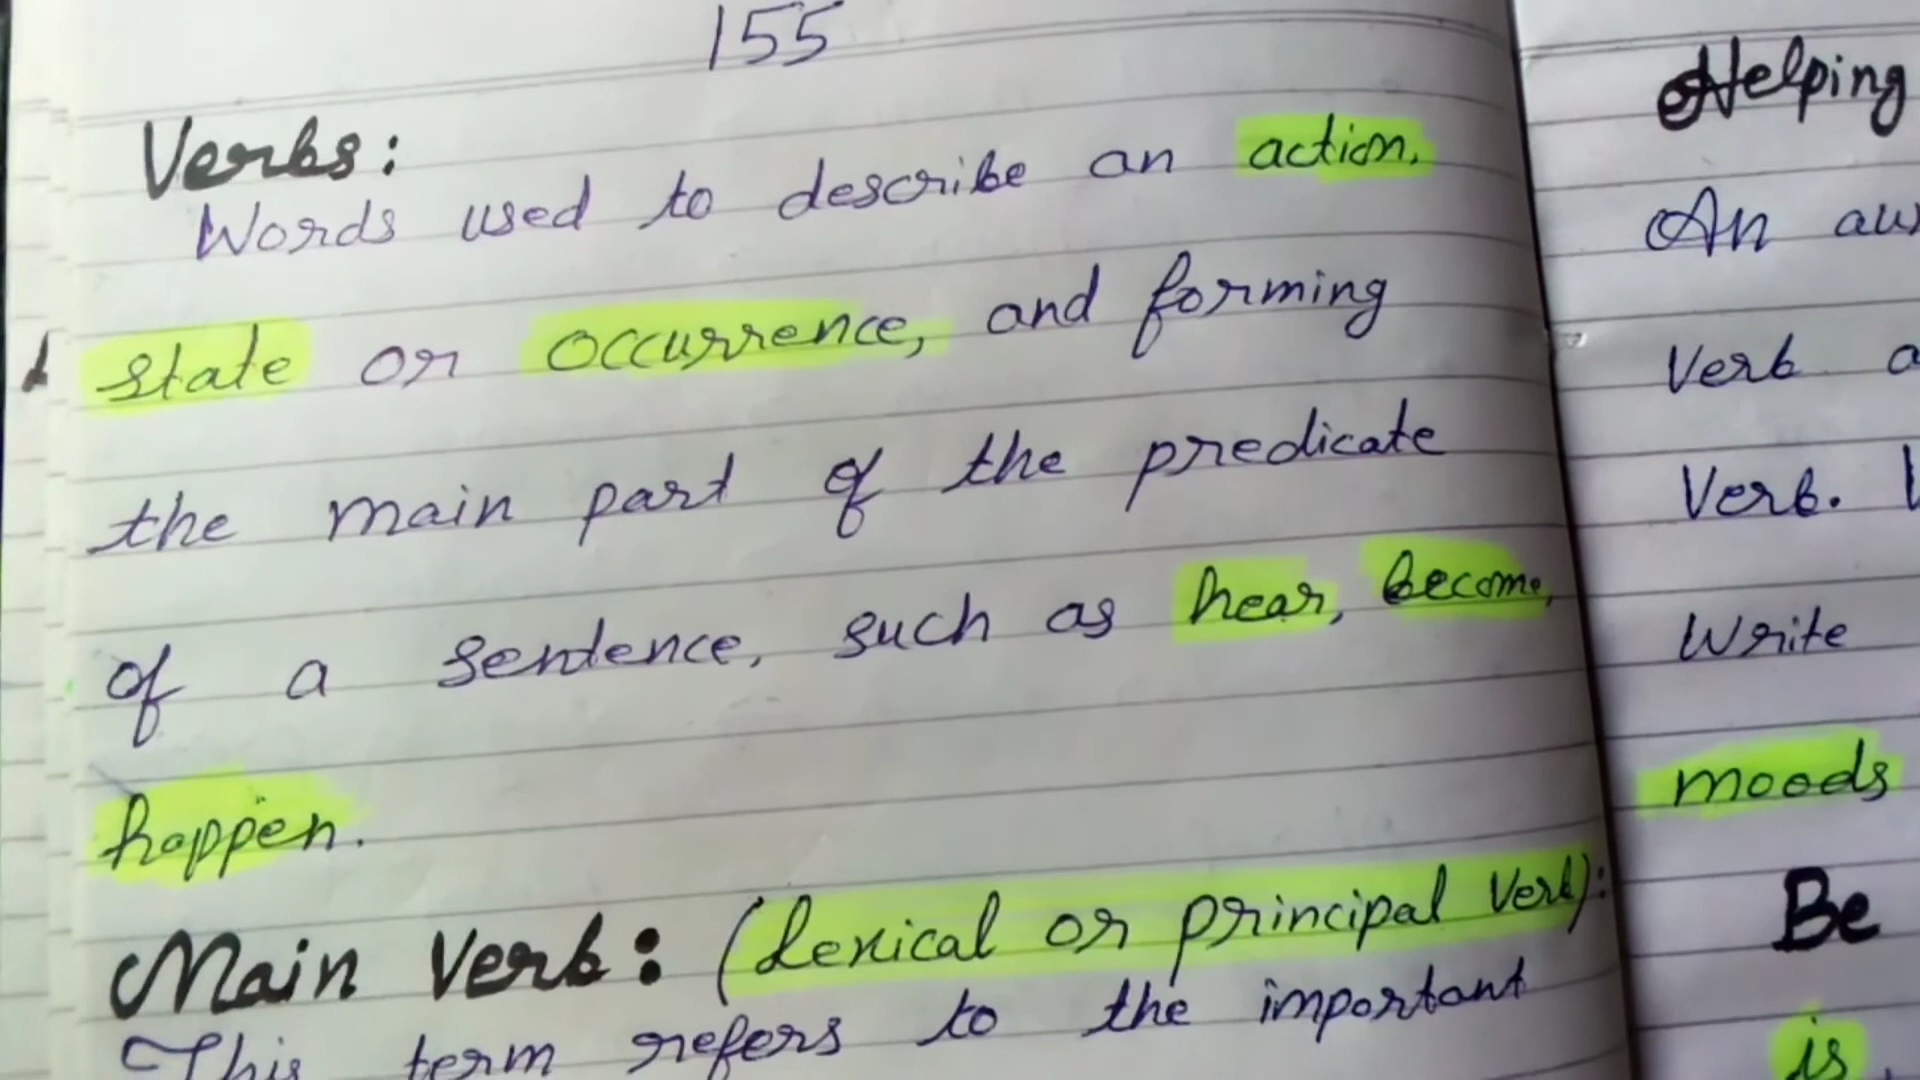 155
Verbs:
Words used to describe an action,
state or occurrence, and forming
the main part of the predicate
of a sentence, such as hear, become,
happen.
Main Verb: (Lexical or principal Verb):
This term refers to the important
Helping
An
Verb
Verb.
Write
moods
Be
is,